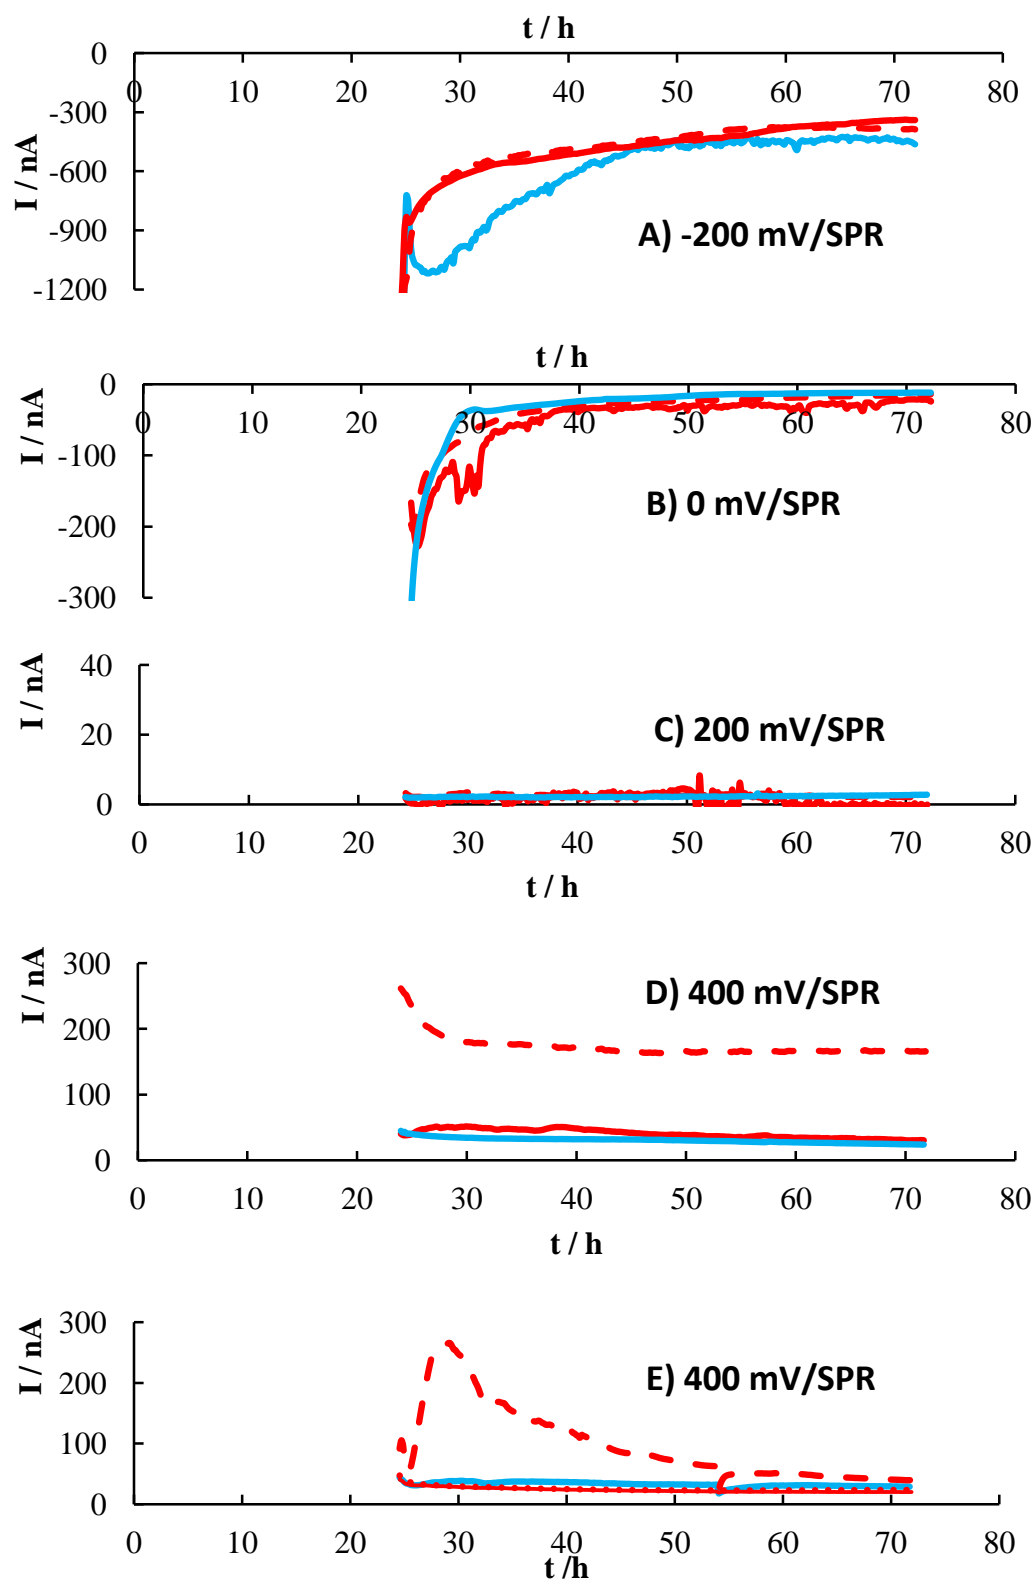 t / h
0
0 10 20 30 40 50 60 70 80
-300
-600
-900
-1200
I / nA
A) -200 mV/SPR
t / h
0
0 10 20 30 40 50 60 70 80
-100
-200
-300
I / nA
B) 0 mV/SPR
40
20
0
I / nA
C) 200 mV/SPR
0 10 20 30 40 50 60 70 80
t / h
300
200
100
0
I / nA
D) 400 mV/SPR
0 10 20 30 40 50 60 70 80
t / h
300
200
100
0
I / nA
E) 400 mV/SPR
0 10 20 30 40 50 60 70 80
t /h